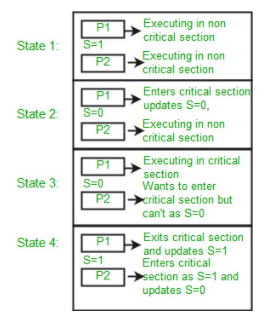 State 1:
P1
Executing in non
critical section
S=1
P2
Executing in non
critical section
State 2:
P1
Enters critical section
updates S=0,
S=0
P2
Executing in non
critical section
State 3:
P1
Executing in critical
section
S=0
Wants to enter
P2
critical section but
can't as S=0
State 4:
P1
Exits critical section
and updates S=1
S=1
Enters critical
P2
section as S=1 and
updates S=0